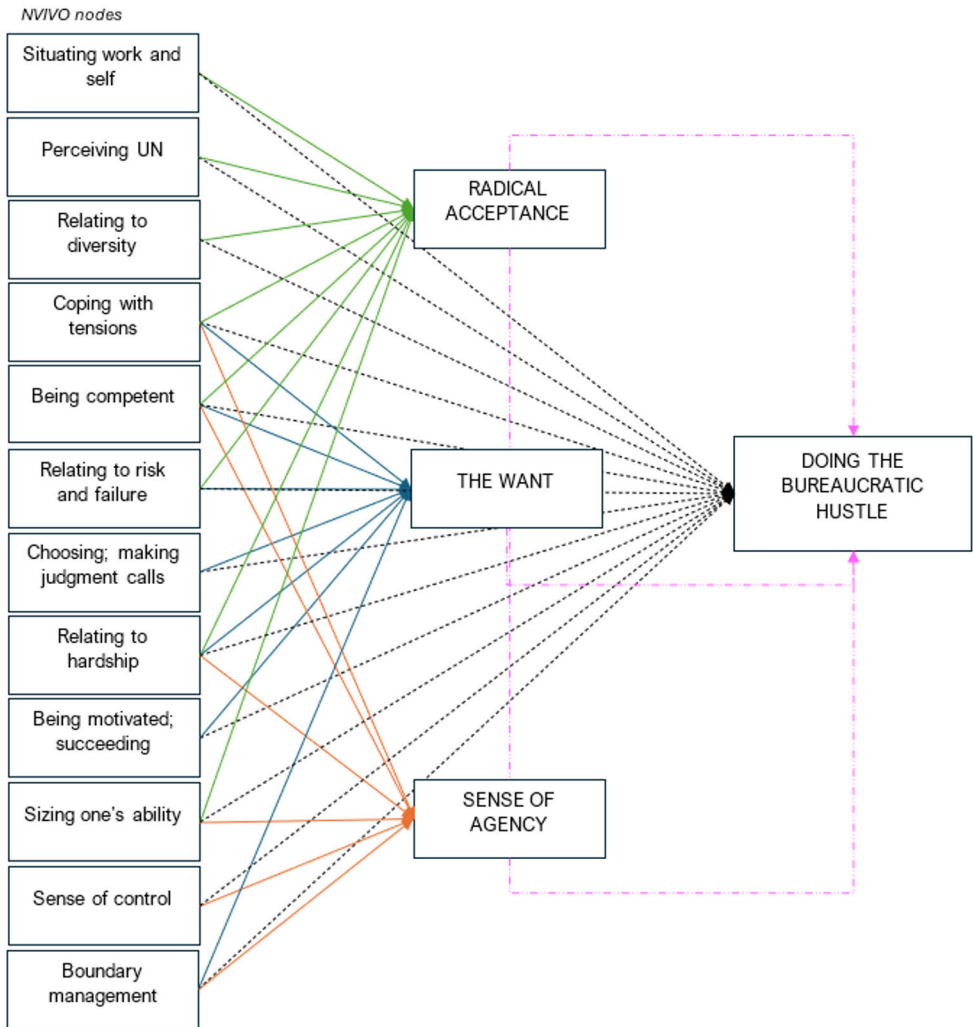 NVIVO nodes
Situating work and
self
Perceiving UN
Relating to
diversity
Coping with
tensions
Being competent
Relating to risk
and failure
Choosing; making
judgment calls
Relating to
hardship
Being motivated;
succeeding
Sizing one's ability
Sense of control
Boundary
management
RADICAL
ACCEPTANCE
THE WANT
SENSE OF
AGENCY
DOING THE
BUREAUCRATIC
HUSTLE